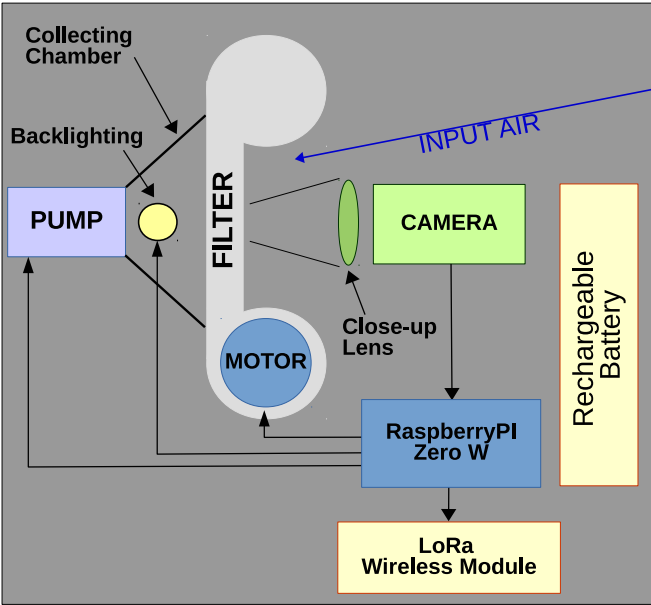 Collecting
Chamber
Backlighting
INPUT AIR
PUMP
FILTER
CAMERA
Close-up
Lens
MOTOR
Rechargeable
Battery
RaspberryPI
Zero W
LoRa
Wireless Module